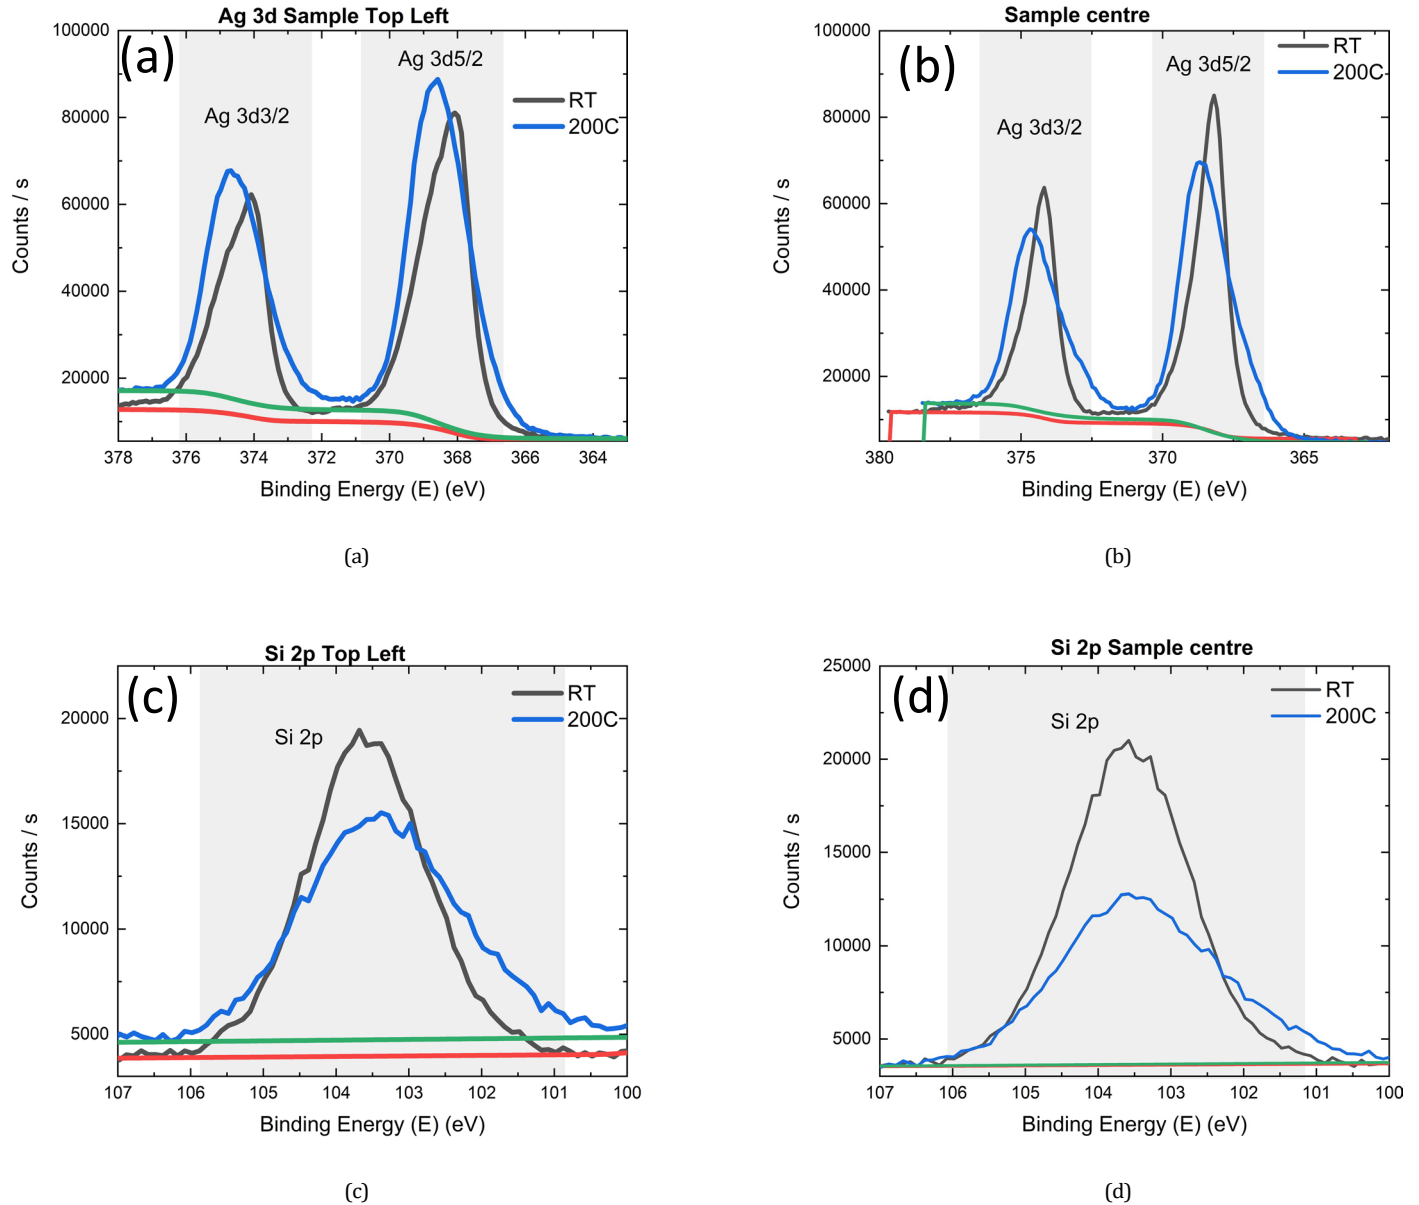 Ag 3d Sample Top Left
(a)
Ag 3d3/2
Ag 3d5/2
RT
200C
100000
80000
60000
40000
20000
Counts / s
378 376 374 372 370 368 366 364
Binding Energy (E) (eV)
(a)
Sample centre
(b)
Ag 3d3/2
Ag 3d5/2
RT
200C
100000
80000
60000
40000
20000
Counts / s
380 375 370 365
Binding Energy (E) (eV)
(b)
Si 2p Top Left
(c)
Si 2p
RT
200C
20000
15000
10000
5000
Counts / s
107 106 105 104 103 102 101 100
Binding Energy (E) (eV)
(c)
Si 2p Sample centre
(d)
Si 2p
RT
200C
25000
20000
15000
10000
5000
Counts / s
107 106 105 104 103 102 101 100
Binding Energy (E) (eV)
(d)